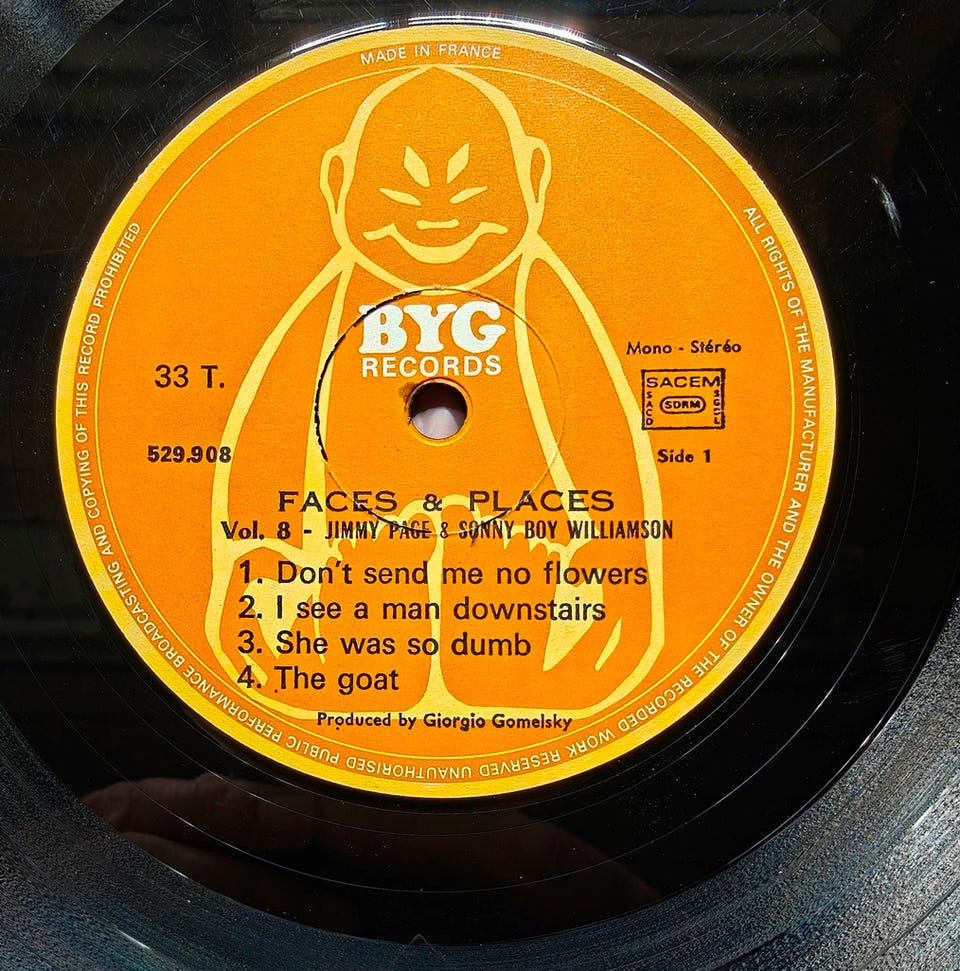 MADE IN FRANCE
ALL RIGHTS OF THE MANUFACTURER AND THE OWNER OF THE RECORDED WORK RESERVED UNAUTHORISED PUBLIC PERFORMANCE BROADCASTING AND COPYING OF THIS RECORD PROHIBITED
BYG
RECORDS
33 T.
529.908
Mono - Stéréo
SACEM
SACD SDRM SGDL
Side 1
FACES & PLACES
Vol. 8 - JIMMY PAGE & SONNY BOY WILLIAMSON
1. Don't send me no flowers
2. I see a man downstairs
3. She was so dumb
4. The goat
Produced by Giorgio Gomelsky